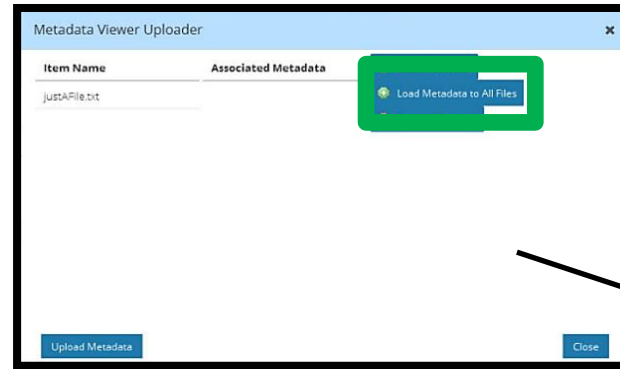 Metadata Viewer Uploader
Item Name Associated Metadata
justAFile.txt Load Metadata to All Files
Upload Metadata Close